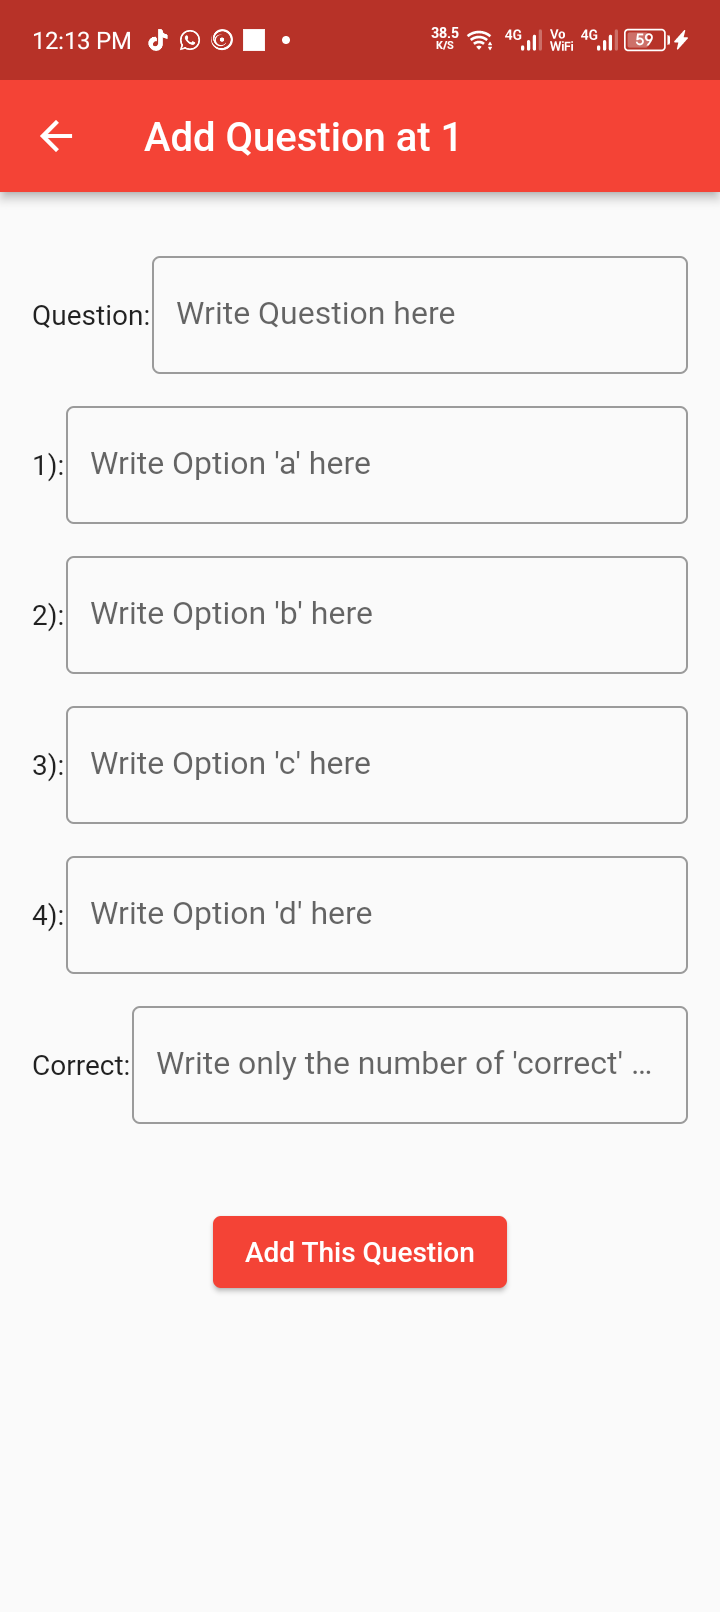 12:13 PM
38.5 K/S 4G Vo WiFi 4G 59
Add Question at 1
Question: Write Question here
1): Write Option 'a' here
2): Write Option 'b' here
3): Write Option 'c' here
4): Write Option 'd' here
Correct: Write only the number of 'correct' ...
Add This Question